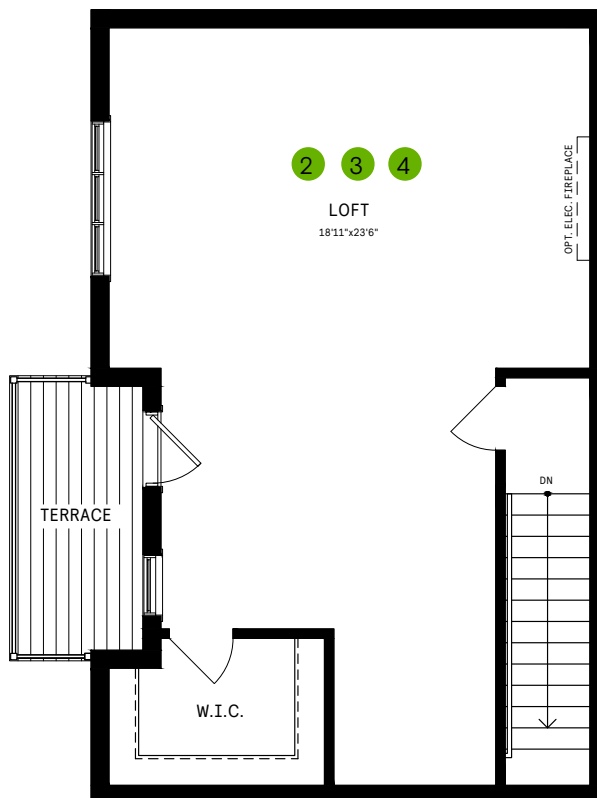 2 3 4
LOFT
18'11"x23'6"
OPT. ELEC. FIREPLACE
DN
TERRACE
W.I.C.